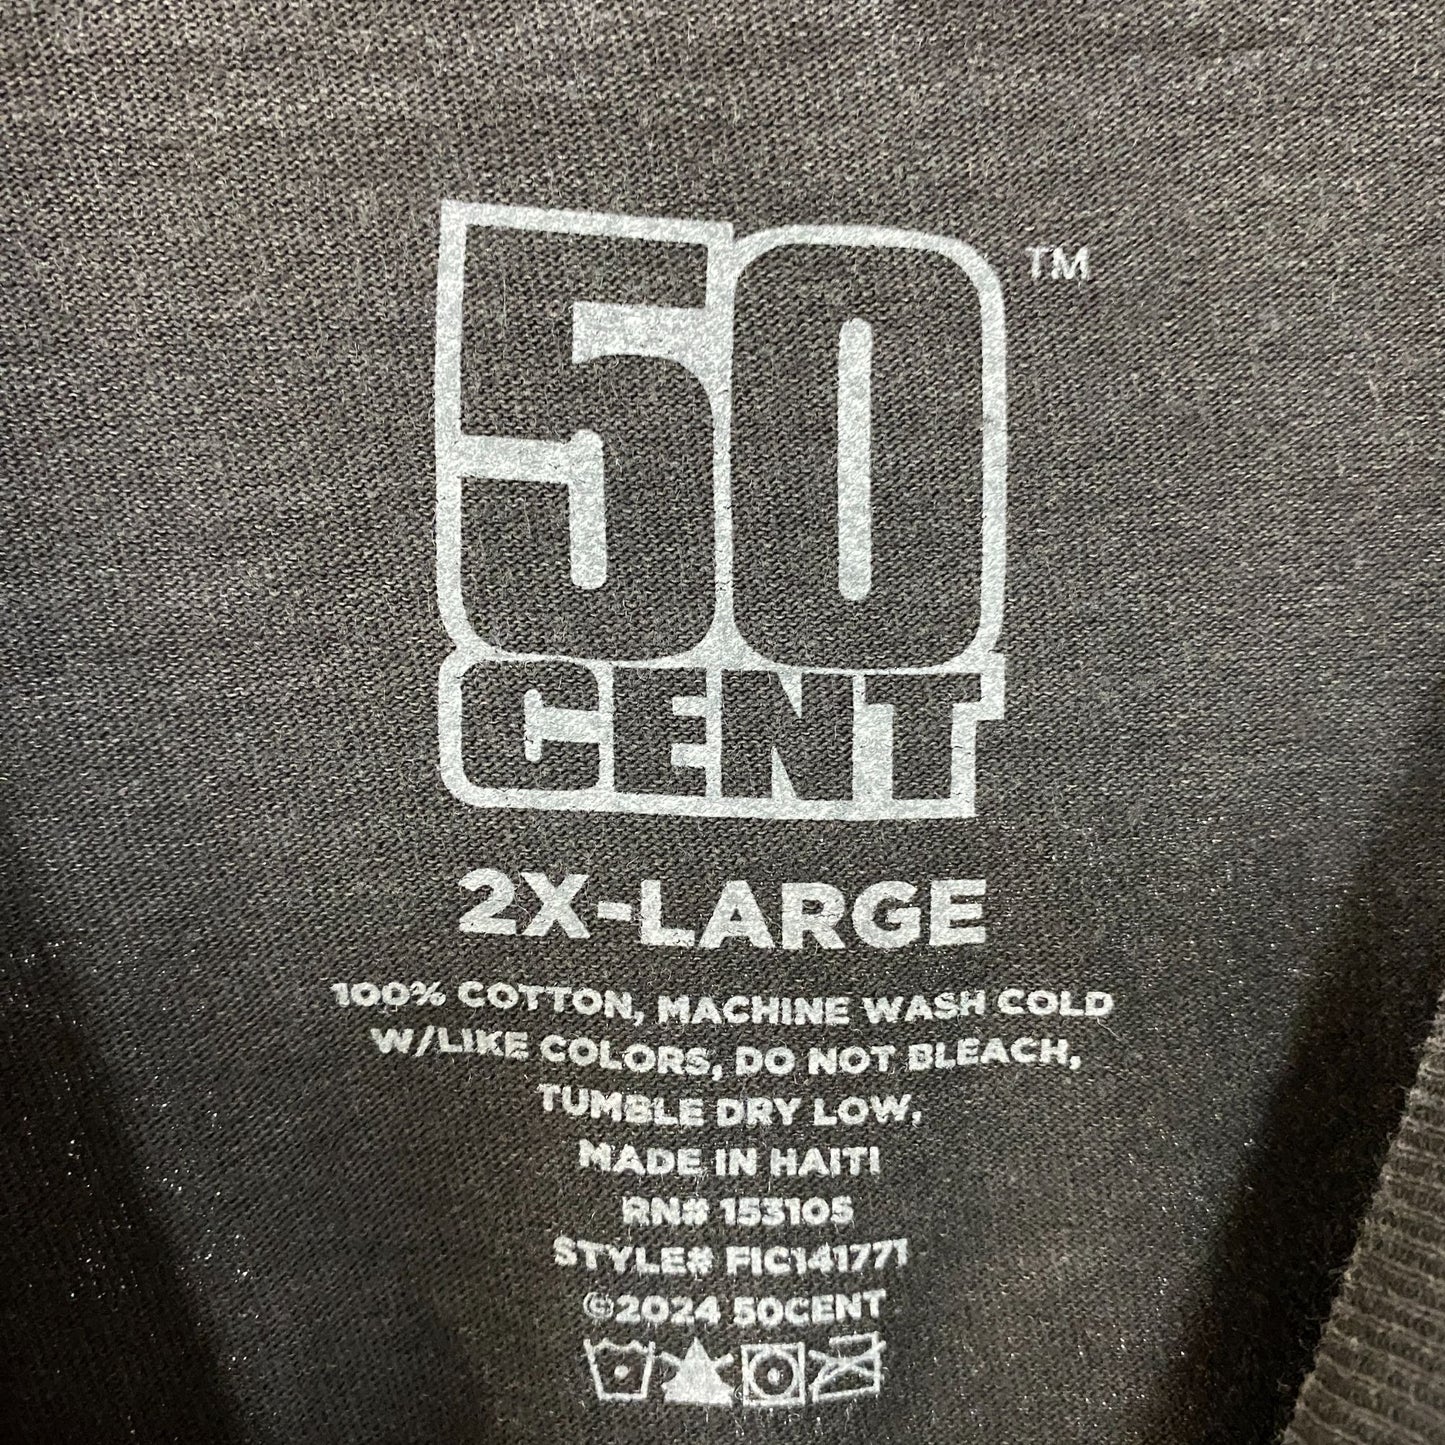 50 TM
CENT
2X-LARGE
100% COTTON, MACHINE WASH COLD
W/LIKE COLORS, DO NOT BLEACH,
TUMBLE DRY LOW,
MADE IN HAITI
RN# 153105
STYLE# FIC141771
©2024 50CENT